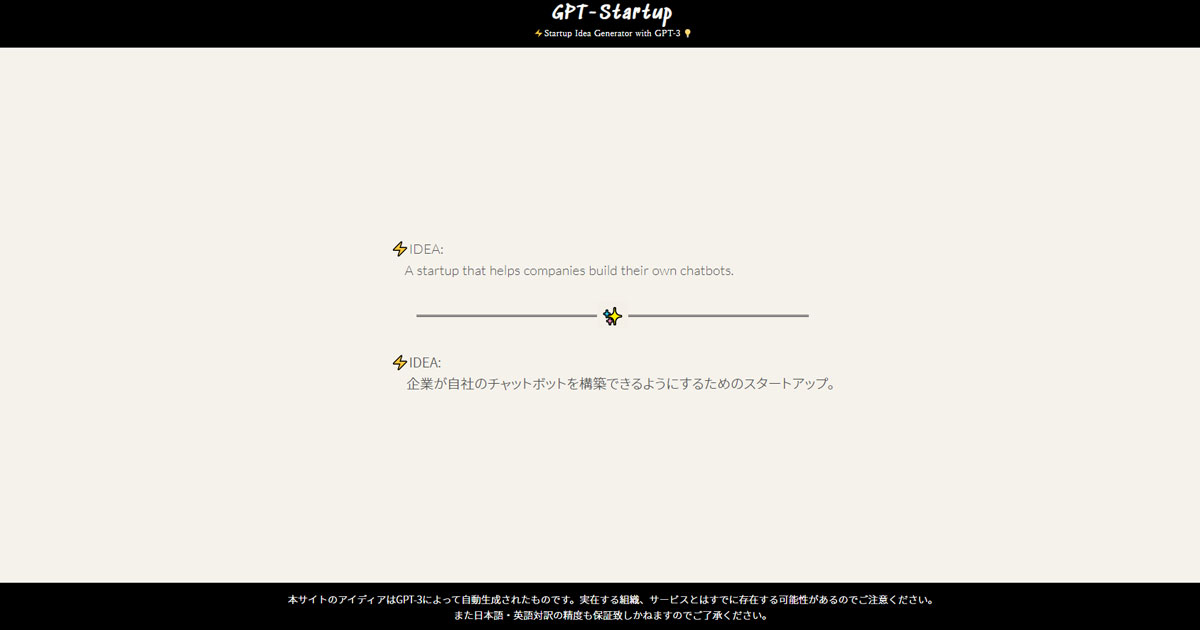 GPT-Startup
⚡Startup Idea Generator with GPT-3💡
⚡IDEA:
A startup that helps companies build their own chatbots.
⚡IDEA:
企業が自社のチャットボットを構築できるようにするためのスタートアップ。
本サイトのアイディアはGPT-3によって自動生成されたものです。実在する組織、サービスとはすでに存在する可能性があるのでご注意ください。
また日本語・英語対訳の精度も保証致しかねますのでご了承ください。